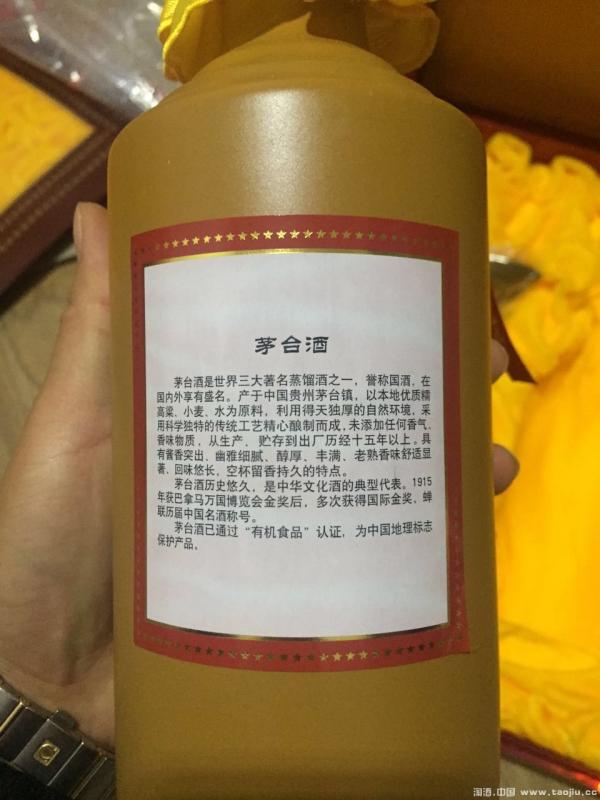 茅台酒
茅台酒是世界三大著名蒸馏酒之一，誉称国酒，在
国内外享有盛名。产于中国贵州茅台镇，以本地优质糯
高粱、小麦、水为原料，利用得天独厚的自然环境，采
用科学独特的传统工艺精心酿制而成，未添加任何香气、
香味物质，从生产、贮存到出厂历经十五年以上。具
有酱香突出、幽雅细腻、醇厚、丰满、老熟香味舒适显
著、回味悠长，空杯留香持久的特点。
茅台酒历史悠久，是中华文化酒的典型代表。1915
年获巴拿马万国博览会金奖后，多次获得国际金奖，蝉
联历届中国名酒称号。
茅台酒已通过“有机食品”认证，为中国地理标志
保护产品。
淘酒.中国 www.taojiu.cc